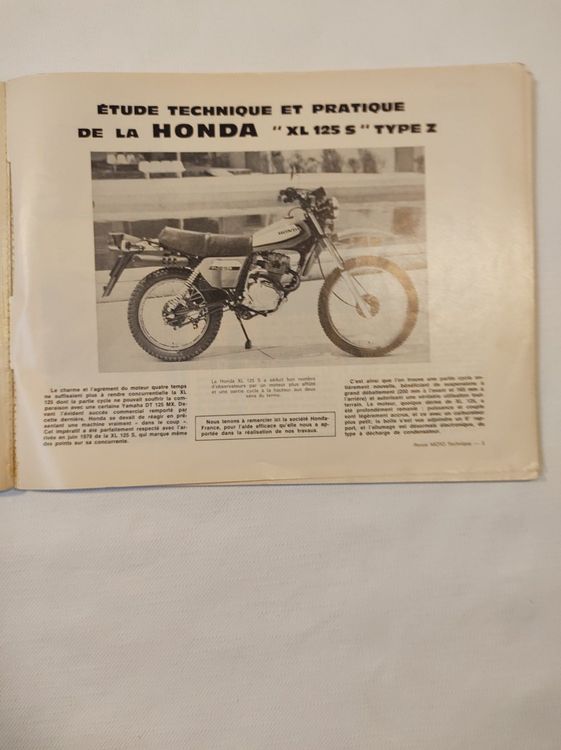 ÉTUDE TECHNIQUE ET PRATIQUE
DE LA HONDA "XL 125 S" TYPE Z
HONDA
La Honda XL 125 S a séduit bon nombre
d'observateurs par un moteur plus affûté
et une partie cycle à la hauteur aux deux
sens du terme.
Le charme et l'agrément du moteur quatre temps
ne suffisaient plus à rendre concurrentielle la XL
125 dont la partie cycle ne pouvait souffrir la com-
paraison avec une certaine Yamaha DT 125 MX. De-
vant l'évident succès commercial remporté par
cette dernière, Honda se devait de réagir en pré-
sentant une machine vraiment « dans le coup ».
Cet impératif a été parfaitement respecté avec l'ar-
rivée en juin 1979 de la XL 125 S, qui marque même
des points sur sa concurrente.
Nous tenons à remercier ici la société Honda-
France, pour l'aide efficace qu'elle nous a ap-
portée dans la réalisation de nos travaux.
C'est ainsi que l'on trouve une partie cycle en-
tièrement nouvelle, bénéficiant de suspensions à
grand débattement (200 mm à l'avant et 165 mm à
l'arrière) et autorisant une véritable utilisation tout
terrain. Le moteur, quoique dérivé de XL 125, a
été profondément remanié : puissance et couple
sont légèrement accrus, et ce avec un carburateur
plus petit; la boîte s'est vue adjoindre un 6e rap-
port, et l'allumage est désormais électronique, du
type à décharge de condensateur.
Revue MOTO Technique — 3